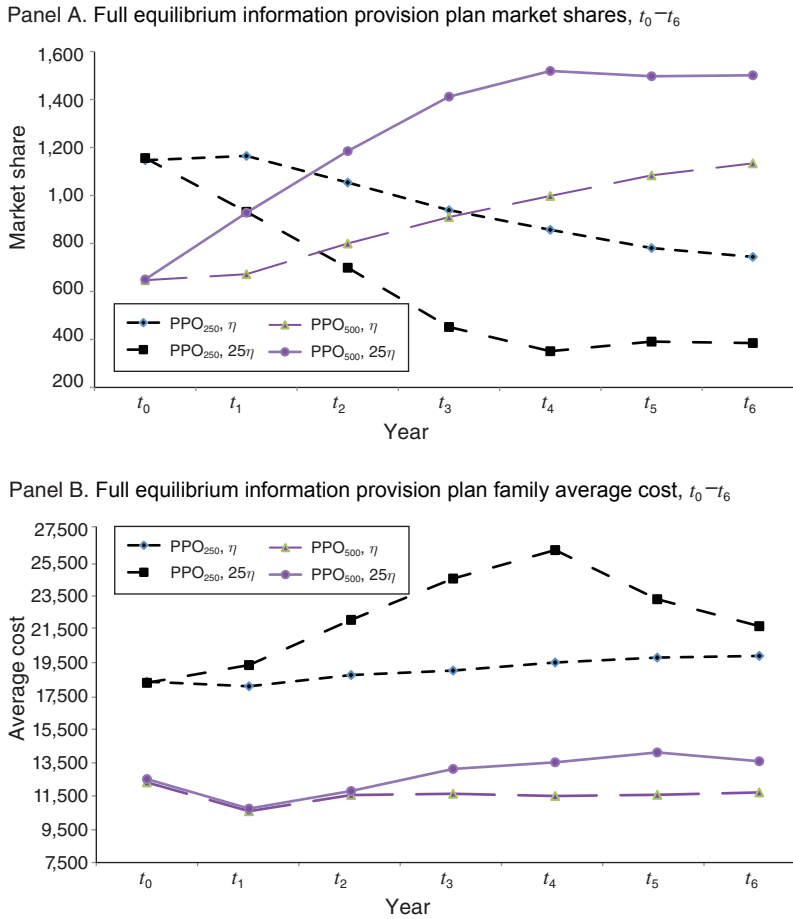 Panel A. Full equilibrium information provision plan market shares, t₀–t₆
1,600
1,400
1,200
1,00
800
600
400
200
Market share
PPO₂₅₀, η
PPO₅₀₀, η
PPO₂₅₀, 25η
PPO₅₀₀, 25η
t₀ t₁ t₂ t₃ t₄ t₅ t₆
Year
Panel B. Full equilibrium information provision plan family average cost, t₀–t₆
27,500
25,500
23,500
21,500
19,500
17,500
15,500
13,500
11,500
9,500
7,500
Average cost
PPO₂₅₀, η
PPO₅₀₀, η
PPO₂₅₀, 25η
PPO₅₀₀, 25η
t₀ t₁ t₂ t₃ t₄ t₅ t₆
Year